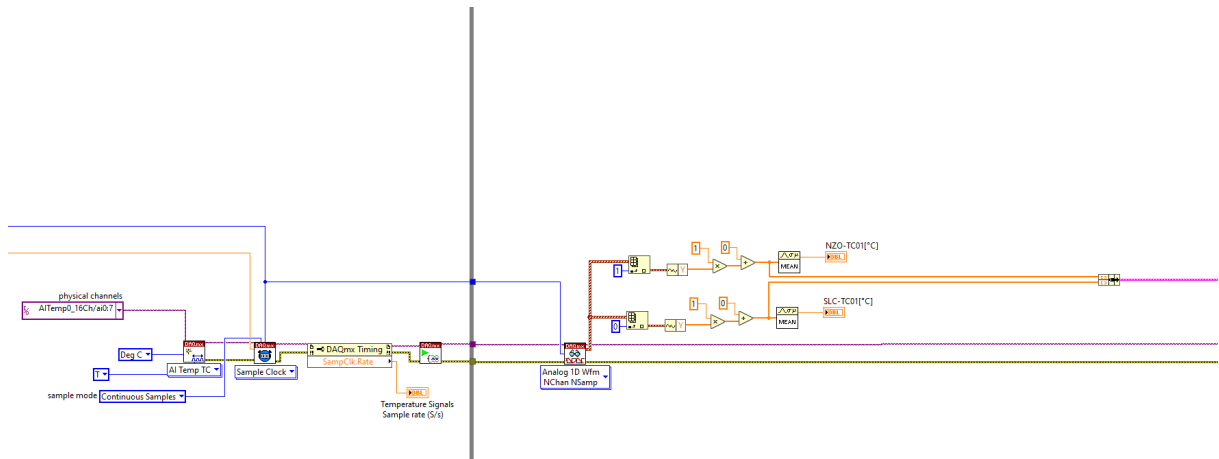 NZO-TC01[°C]
1
0
DBL
MEAN
1
Y
SLC-TC01[°C]
1
0
DBL
MEAN
0
Y
physical channels
AITemp0_16Ch/ai0:7
Deg C
DAQmx
DAQmx
DAQmx Timing
SampClk.Rate
DAQmx
DAQmx
AI Temp TC
Sample Clock
Analog 1D Wfm
NChan NSamp
T
DBL
sample mode
Continuous Samples
Temperature Signals
Sample rate (S/s)